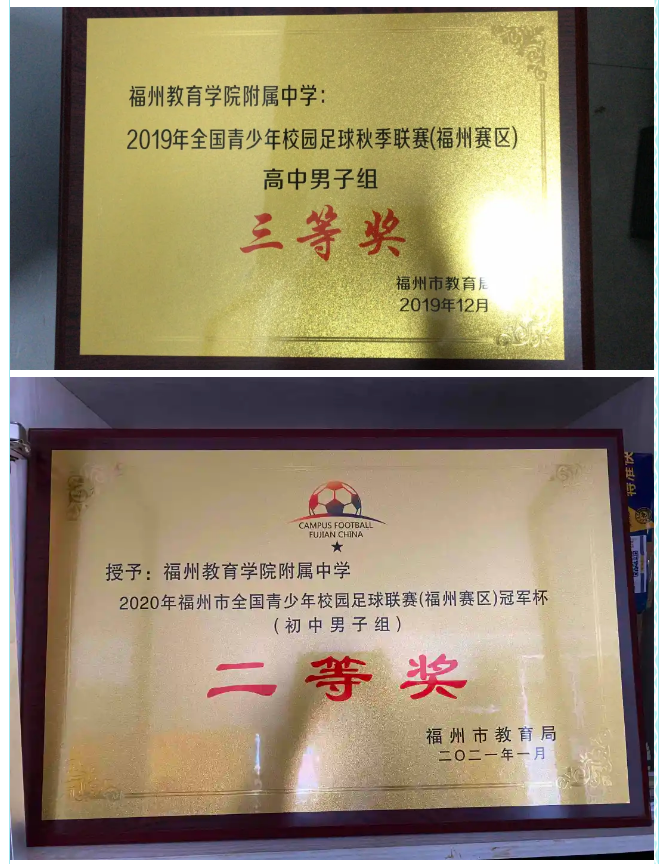 福州教育学院附属中学：
2019年全国青少年校园足球秋季联赛(福州赛区)
高中男子组
三等奖
福州市教育局
2019年12月
CAMPUS FOOTBALL
FUJIAN CHINA
授予：福州教育学院附属中学
2020年福州市全国青少年校园足球联赛(福州赛区)冠军杯
(初中男子组)
二等奖
福州市教育局
二〇二一年一月